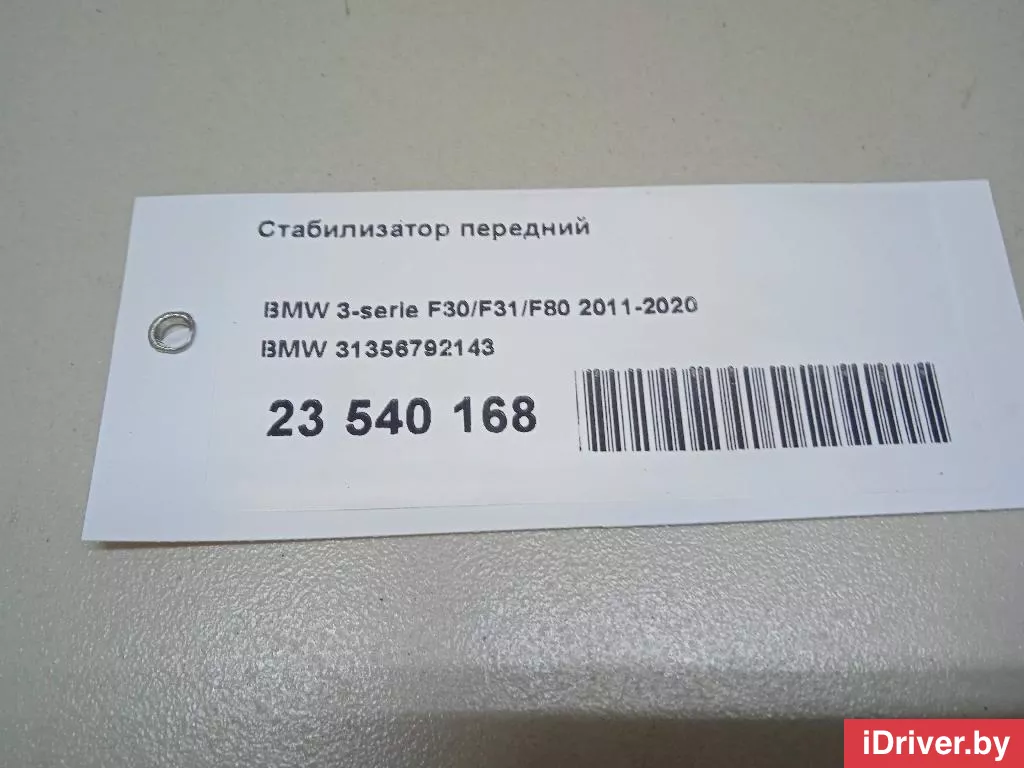 Стабилизатор передний
BMW 3-serie F30/F31/F80 2011-2020
BMW 31356792143
23 540 168
iDriver.by